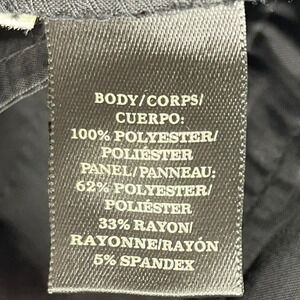 BODY/CORPS/
CUERPO:
100% POLYESTER/
POLIÉSTER
PANEL/PANNEAU:
62% POLYESTER/
POLIÉSTER
33% RAYON/
RAYONNE/RAYÓN
5% SPANDEX